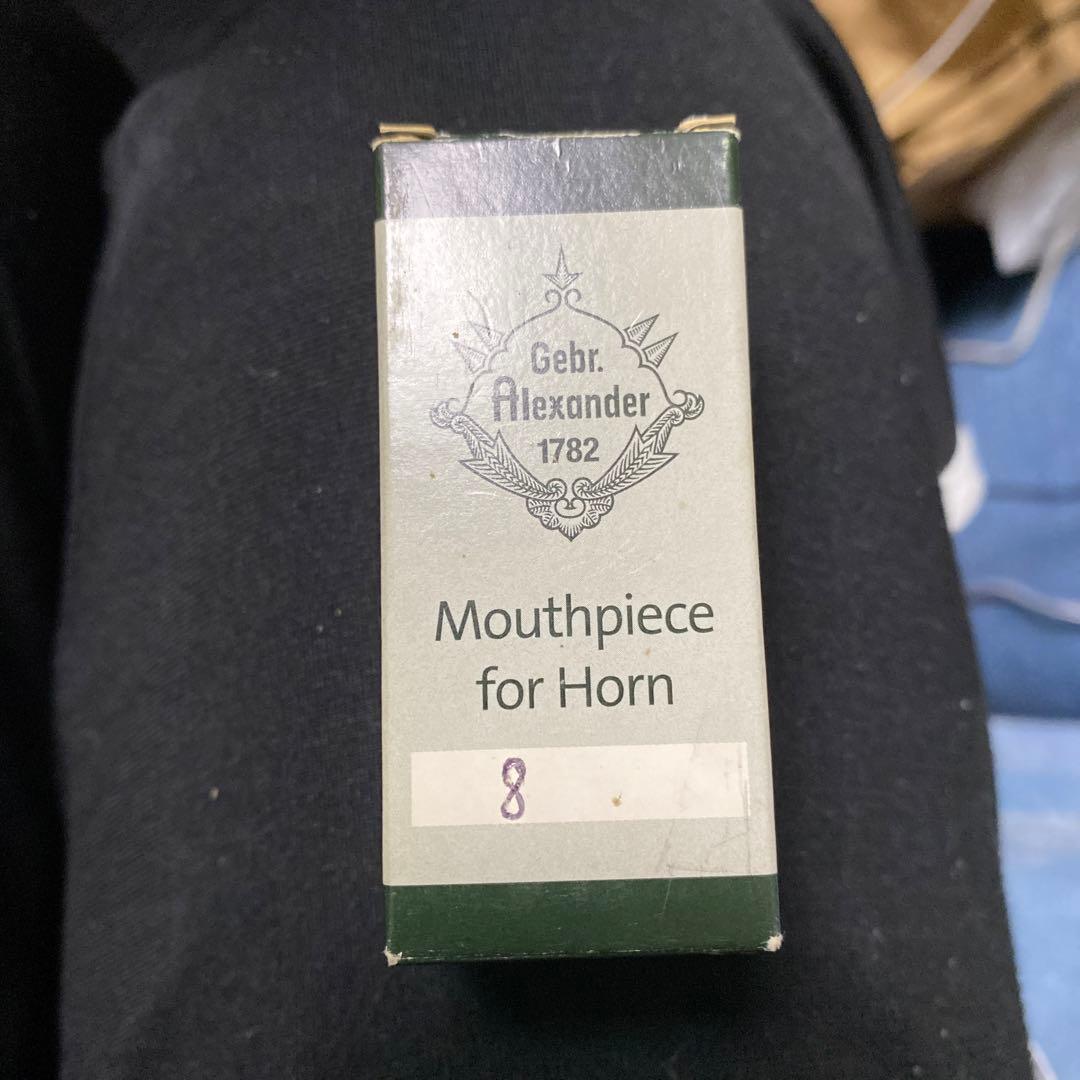 Gebr.
Alexander
1782
Mouthpiece
for Horn
8